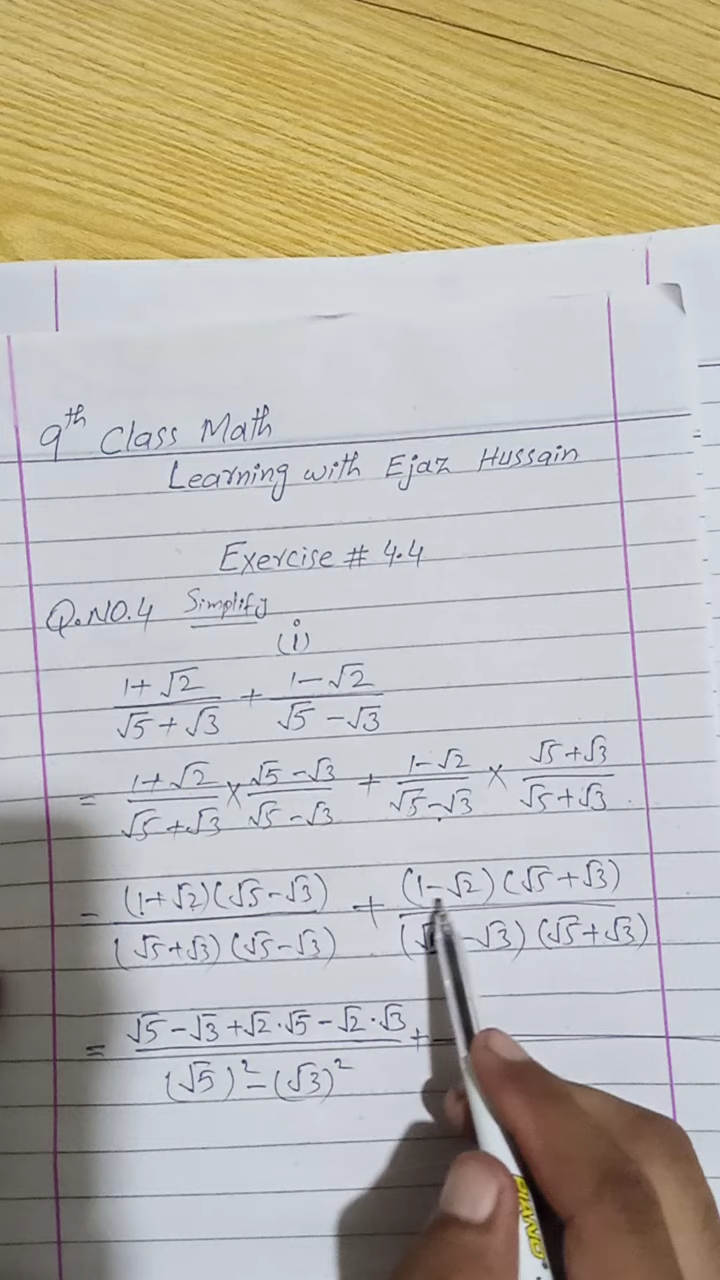 9th Class Math
Learning with Ejaz Hussain
Exercise # 4.4
Q.NO.4 Simplify
(i)
(1+√2)/(√5+√3) + (1-√2)/(√5-√3)
= (1+√2)/(√5+√3) × (√5-√3)/(√5-√3) + (1-√2)/(√5-√3) × (√5+√3)/(√5+√3)
= ((1+√2)(√5-√3))/((√5+√3)(√5-√3)) + ((1-√2)(√5+√3))/((√ -√3)(√5+√3))
= (√5-√3+√2·√5-√2·√3)/((√5)²-(√3)²) +
PIANO